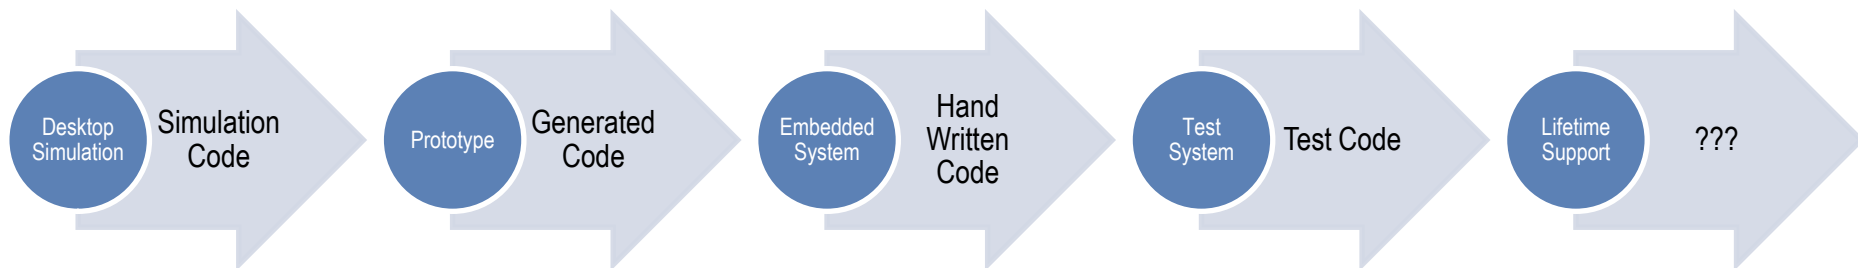 Desktop
Simulation
Simulation
Code
Prototype
Generated
Code
Embedded
System
Hand
Written
Code
Test
System
Test Code
Lifetime
Support
???